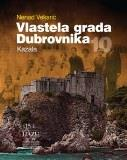 Nenad Vekarić
Vlastela grada
Dubrovnika
10
Kazala